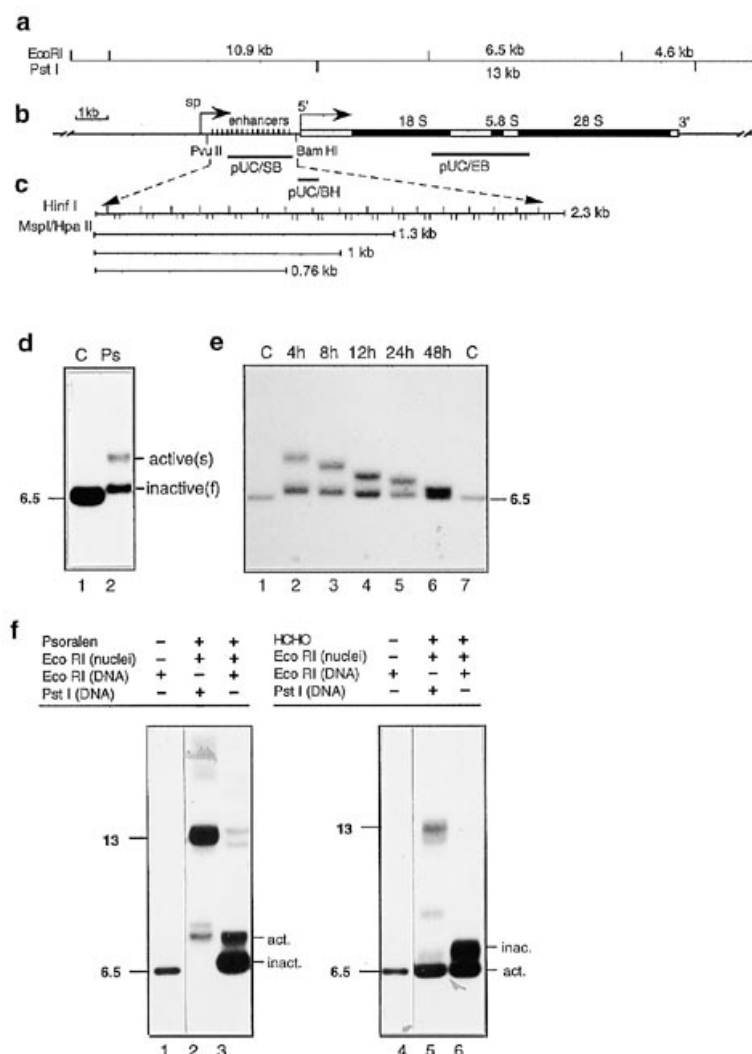 a
EcoRI 10.9 kb 6.5 kb 4.6 kb
Pst I 13 kb
b
1kb sp enhancers 5' 18 S 5.8 S 28 S 3'
Pvu II Bam HI
pUC/SB pUC/EB
pUC/BH
c
Hinf I 2.3 kb
MspI/Hpa II
1.3 kb
1 kb
0.76 kb
d
C Ps
active(s)
inactive(f)
6.5
1 2
e
C 4h 8h 12h 24h 48h C
6.5
1 2 3 4 5 6 7
f
Psoralen − + +
Eco RI (nuclei) − + +
Eco RI (DNA) + − +
Pst I (DNA) − + −
13
act.
inact.
6.5
1 2 3
HCHO − + +
Eco RI (nuclei) − + +
Eco RI (DNA) + − +
Pst I (DNA) − + −
13
inac.
act.
6.5
4 5 6